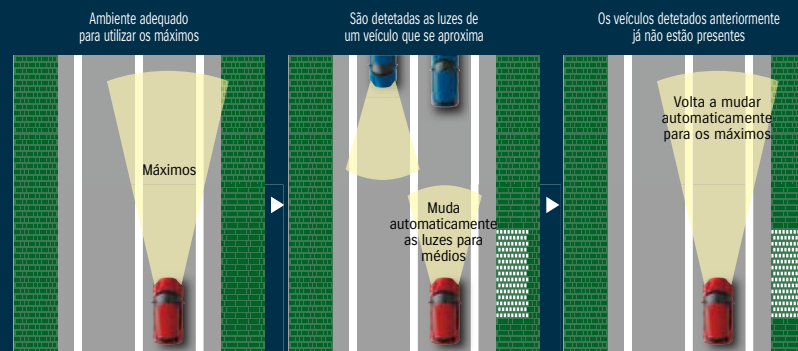 Ambiente adequado
para utilizar os máximos
São detetadas as luzes de
um veículo que se aproxima
Os veículos detetados anteriormente
já não estão presentes
Máximos
Muda
automaticamente
as luzes para
médios
Volta a mudar
automaticamente
para os máximos